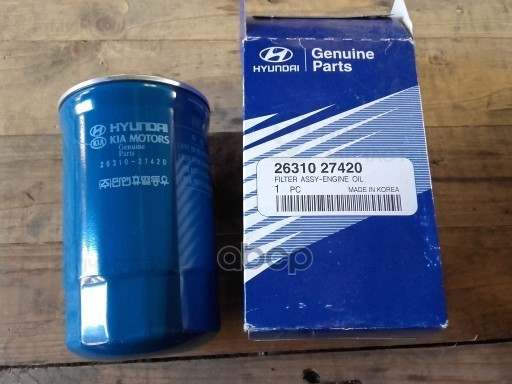 HYUNDAI
KIA MOTORS
Genuine
Parts
26310-27420
HYUNDAI
Genuine
Parts
26310 27420
FILTER ASSY-ENGINE OIL
1 PC MADE IN KOREA
abcp